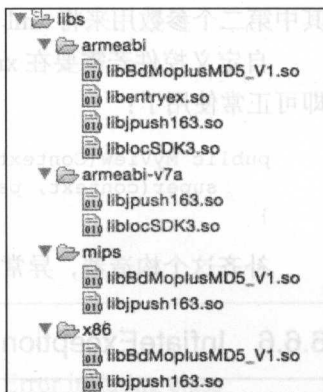 libs
armeabi
libBdMoplusMD5_V1.so
libentryex.so
libjpush163.so
liblocSDK3.so
armeabi-v7a
libjpush163.so
liblocSDK3.so
mips
libBdMoplusMD5_V1.so
libjpush163.so
x86
libBdMoplusMD5_V1.so
libjpush163.so